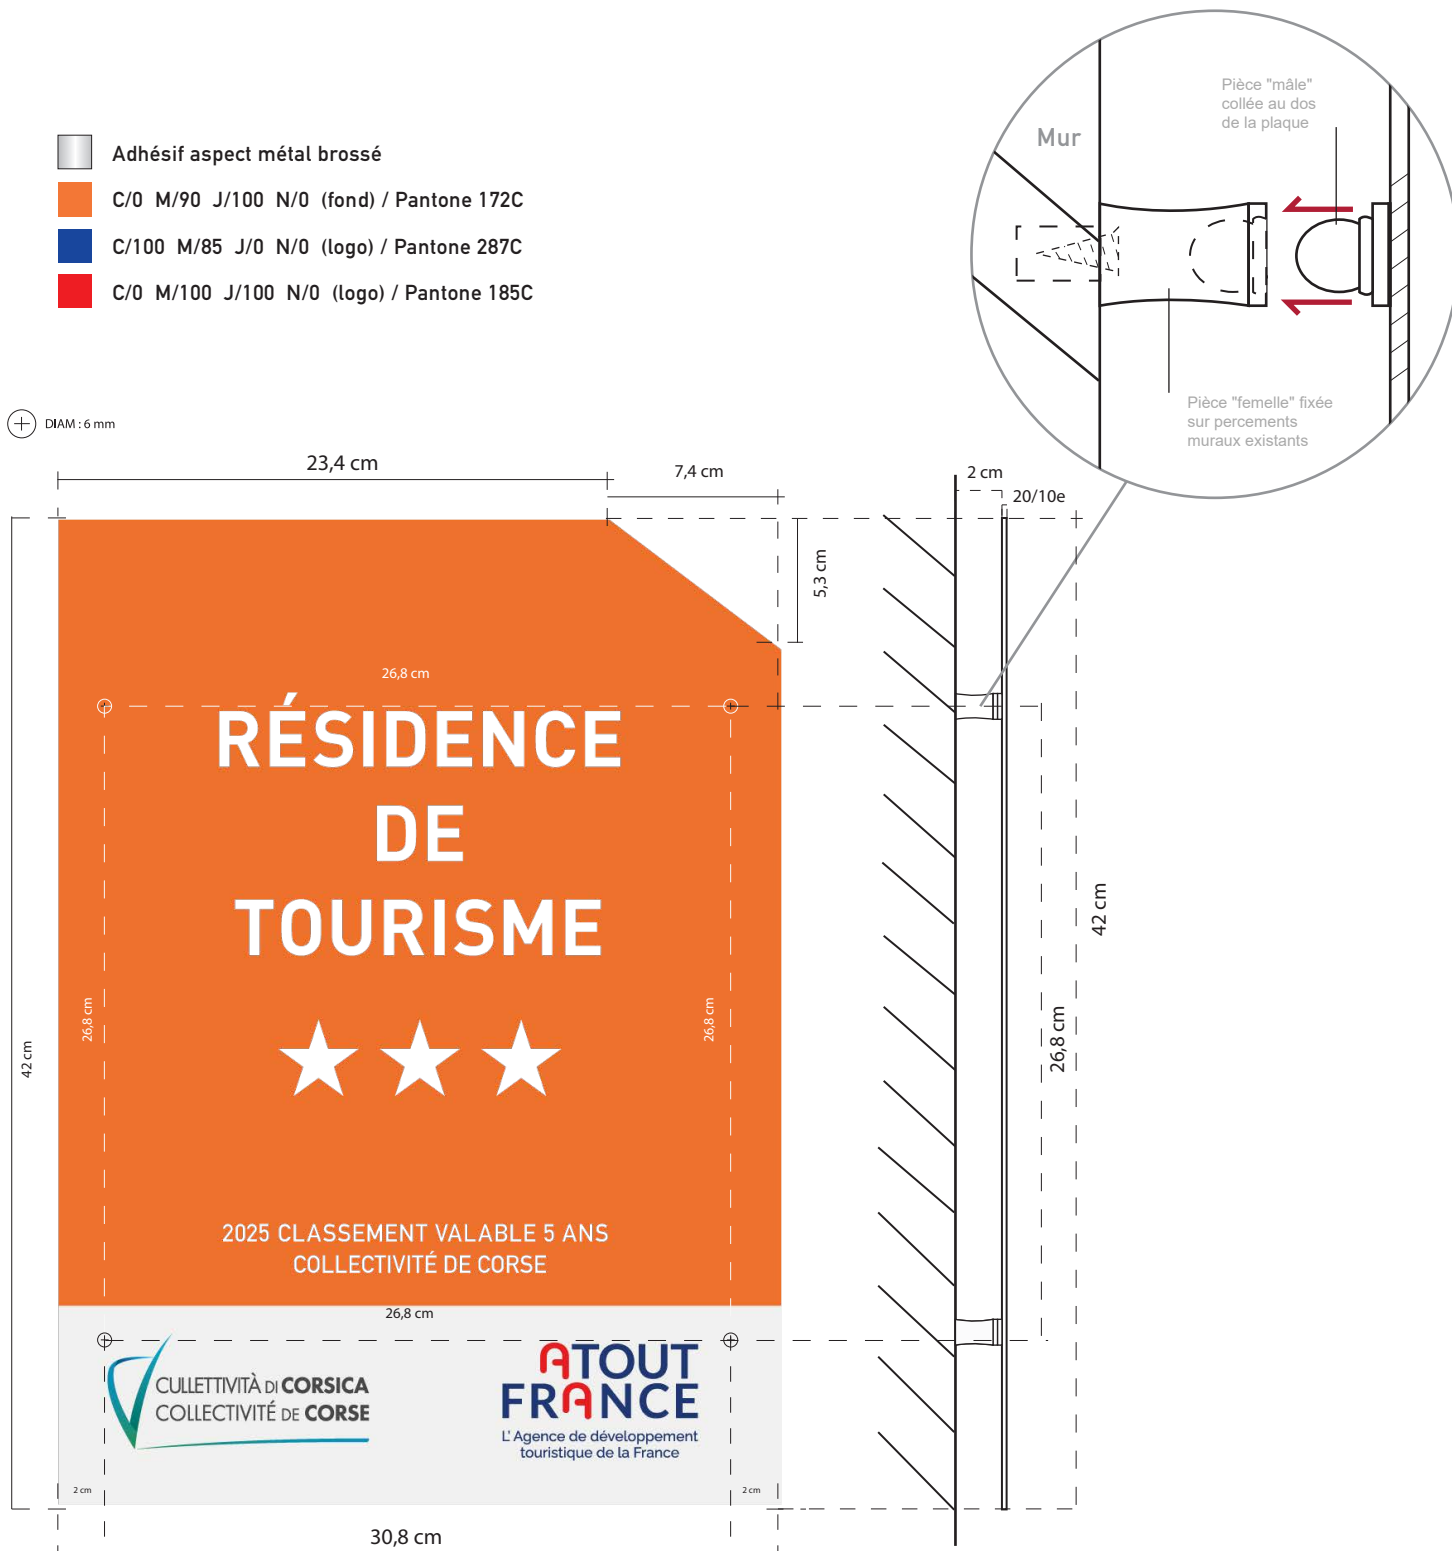 Adhésif aspect métal brossé
C/0 M/90 J/100 N/0 (fond) / Pantone 172C
C/100 M/85 J/0 N/0 (logo) / Pantone 287C
C/0 M/100 J/100 N/0 (logo) / Pantone 185C
Mur
Pièce "mâle"
collée au dos
de la plaque
Pièce "femelle" fixée
sur percements
muraux existants
DIAM : 6 mm
23,4 cm
7,4 cm
2 cm
20/10e
5,3 cm
26,8 cm
RÉSIDENCE
DE
TOURISME
26,8 cm
26,8 cm
42 cm
42 cm
26,8 cm
2025 CLASSEMENT VALABLE 5 ANS
COLLECTIVITÉ DE CORSE
26,8 cm
CULLETTIVITÀ DI CORSICA
COLLECTIVITÉ DE CORSE
ATOUT
FRANCE
L'Agence de développement
touristique de la France
2 cm
2 cm
30,8 cm